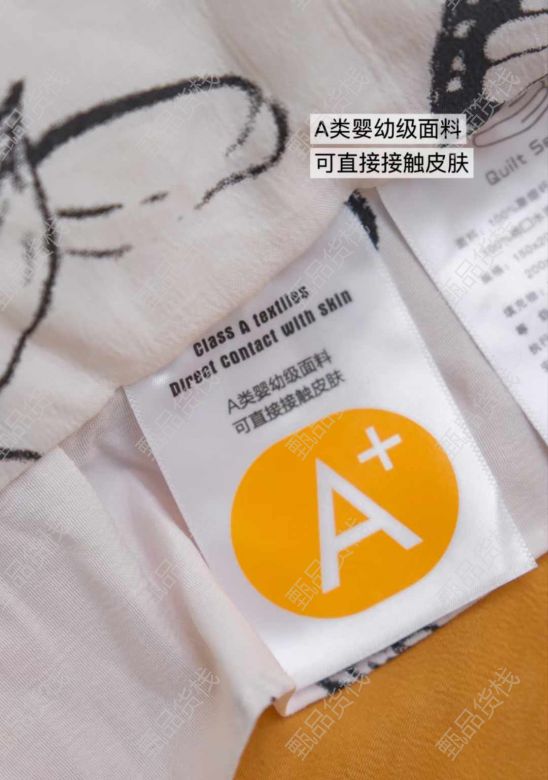 A类婴幼级面料
可直接接触皮肤
Quilt Se
Class A textiles
Direct contact with skin
A类婴幼级面料
可直接接触皮肤
A+
甄品货栈